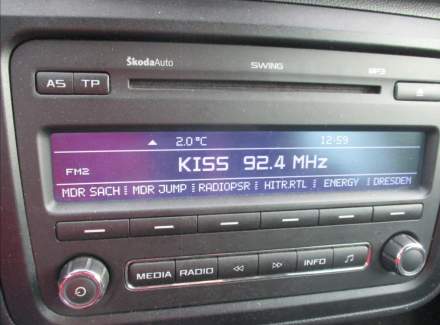 ŠkodaAuto SWING MP3
AS TP
▲ 2.0°C 12:59
FM2 KISS 92.4 MHz
MDR SACH MDR JUMP RADIOPSR HITR.RTL ENERGY DRESDEN
MEDIA RADIO INFO